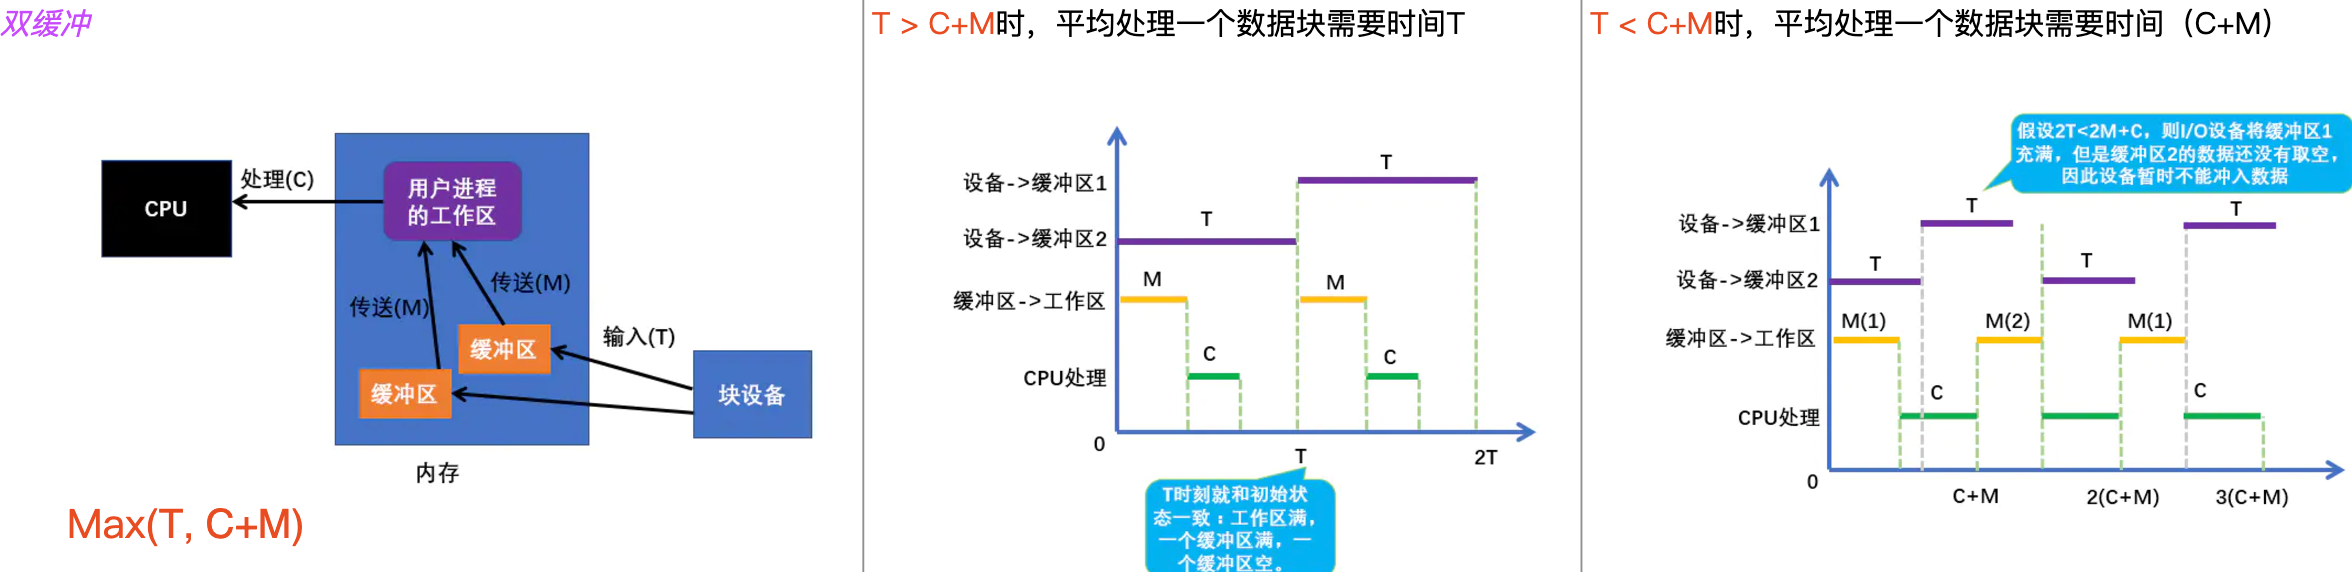 双缓冲
CPU
处理(C)
用户进程
的工作区
传送(M)
传送(M)
缓冲区
缓冲区
输入(T)
块设备
内存
Max(T, C+M)
T > C+M时，平均处理一个数据块需要时间T
设备->缓冲区1
T
设备->缓冲区2
T
缓冲区->工作区
M
M
CPU处理
C
C
0
T
2T
T时刻就和初始状
态一致：工作区满，
一个缓冲区满，一
个缓冲区空。
T < C+M时，平均处理一个数据块需要时间（C+M）
假设2T<2M+C，则I/O设备将缓冲区1
充满，但是缓冲区2的数据还没有取空，
因此设备暂时不能冲入数据
设备->缓冲区1
T
T
设备->缓冲区2
T
T
缓冲区->工作区
M(1)
M(2)
M(1)
CPU处理
C
C
0
C+M
2(C+M)
3(C+M)